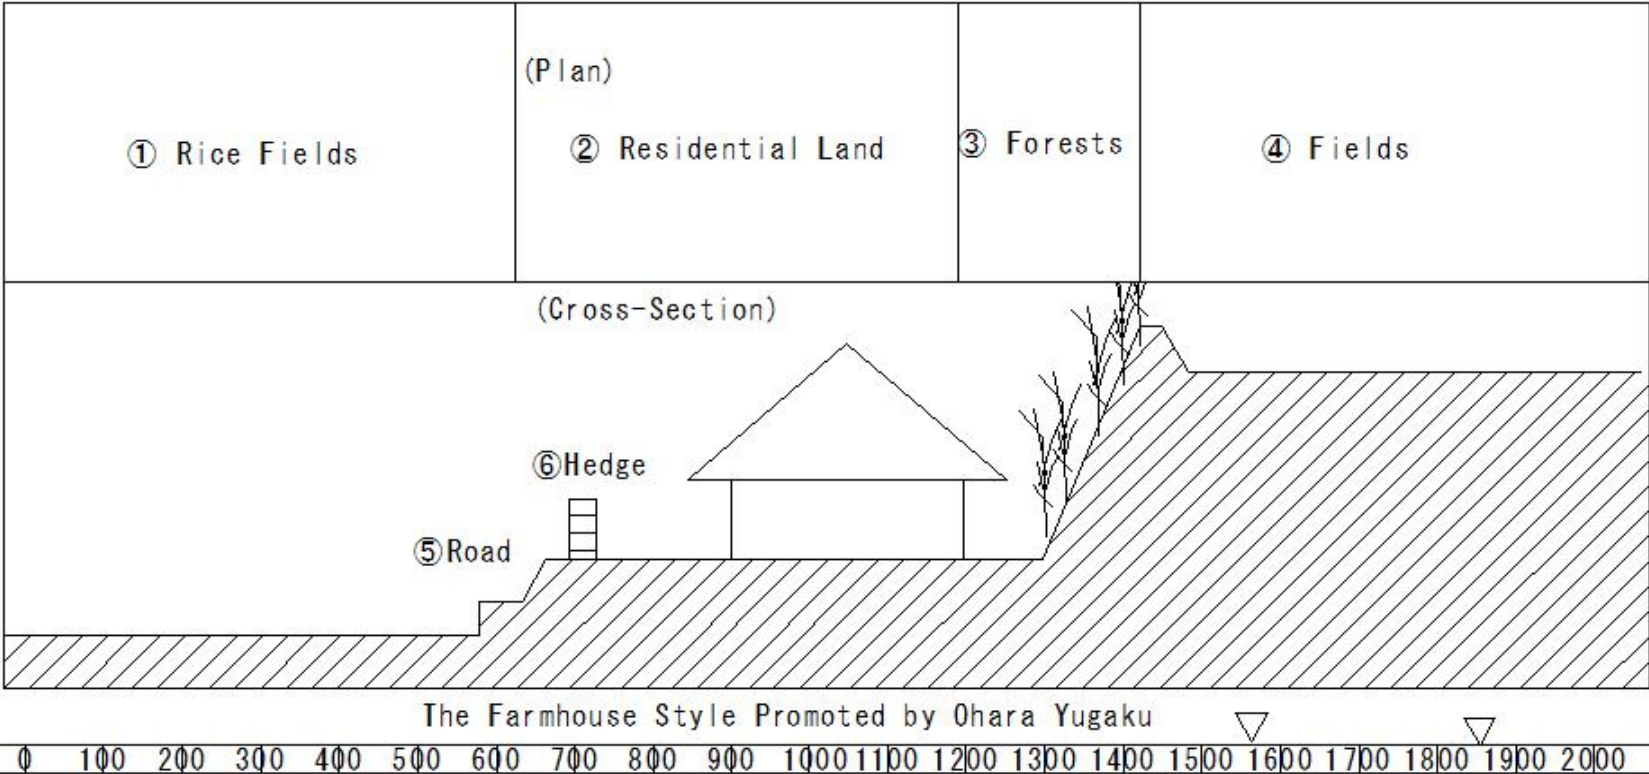 (Plan)
① Rice Fields
② Residential Land
③ Forests
④ Fields
(Cross-Section)
⑥Hedge
⑤Road
The Farmhouse Style Promoted by Ohara Yugaku
0 100 200 300 400 500 600 700 800 900 1000 1100 1200 1300 1400 1500 1600 1700 1800 1900 2000